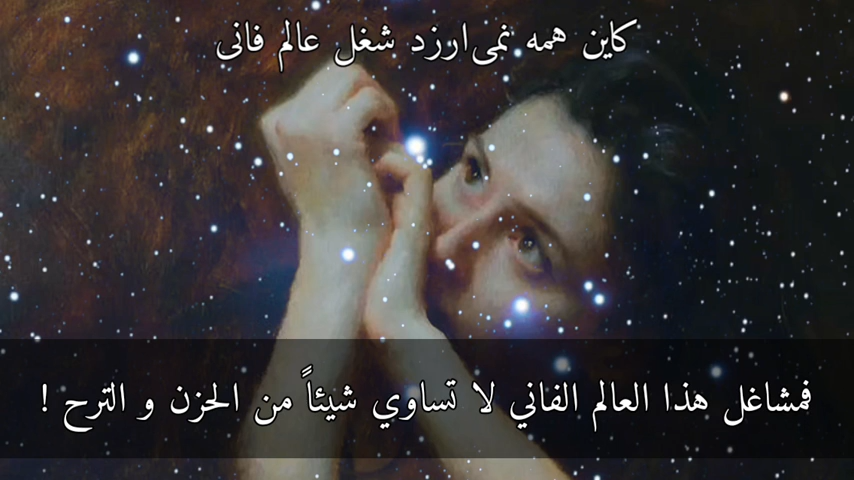 کاین همه نمی‌ارزد شغل عالم فانی
فمشاغل هذا العالم الفاني لا تساوي شيئاً من الحزن و الترح !